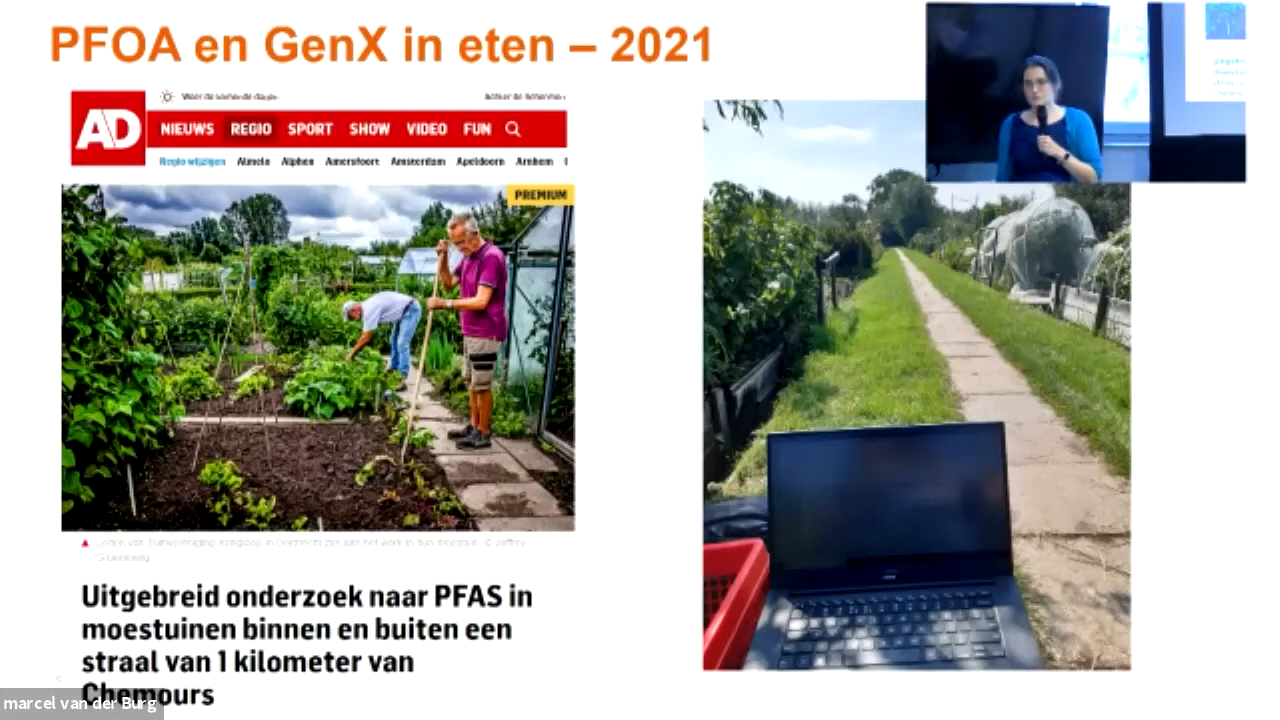 PFOA en GenX in eten – 2021
AD
NIEUWS REGIO SPORT SHOW VIDEO FUN
Regio wijzigen Almelo Alphen Amersfoort Amsterdam Apeldoorn Arnhem
PREMIUM
Uitgebreid onderzoek naar PFAS in
moestuinen binnen en buiten een
straal van 1 kilometer van
Chemours
marcel van der Burg